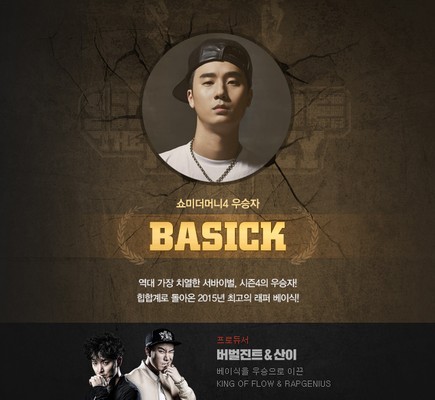 쇼미더머니4 우승자
BASICK
역대 가장 치열한 서바이벌, 시즌4의 우승자!
힙합계로 돌아온 2015년 최고의 래퍼 베이식!
프로듀서
버벌진트 & 산이
베이식을 우승으로 이끈
KING OF FLOW & RAPGENIUS